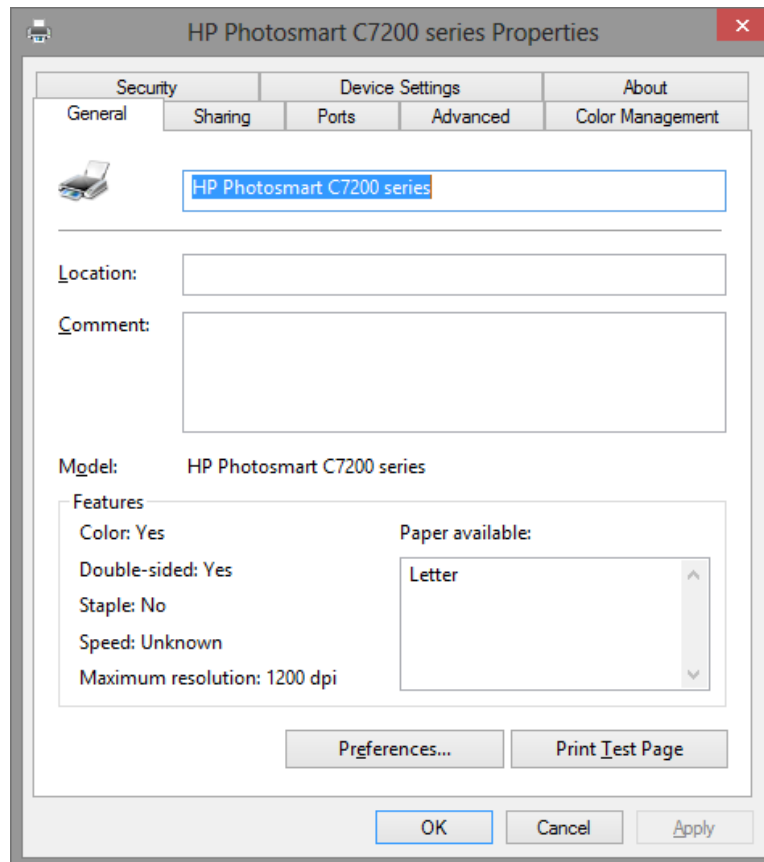 HP Photosmart C7200 series Properties
Security Device Settings About
General Sharing Ports Advanced Color Management
HP Photosmart C7200 series
Location:
Comment:
Model: HP Photosmart C7200 series
Features
Color: Yes Paper available:
Double-sided: Yes Letter
Staple: No
Speed: Unknown
Maximum resolution: 1200 dpi
Preferences... Print Test Page
OK Cancel Apply